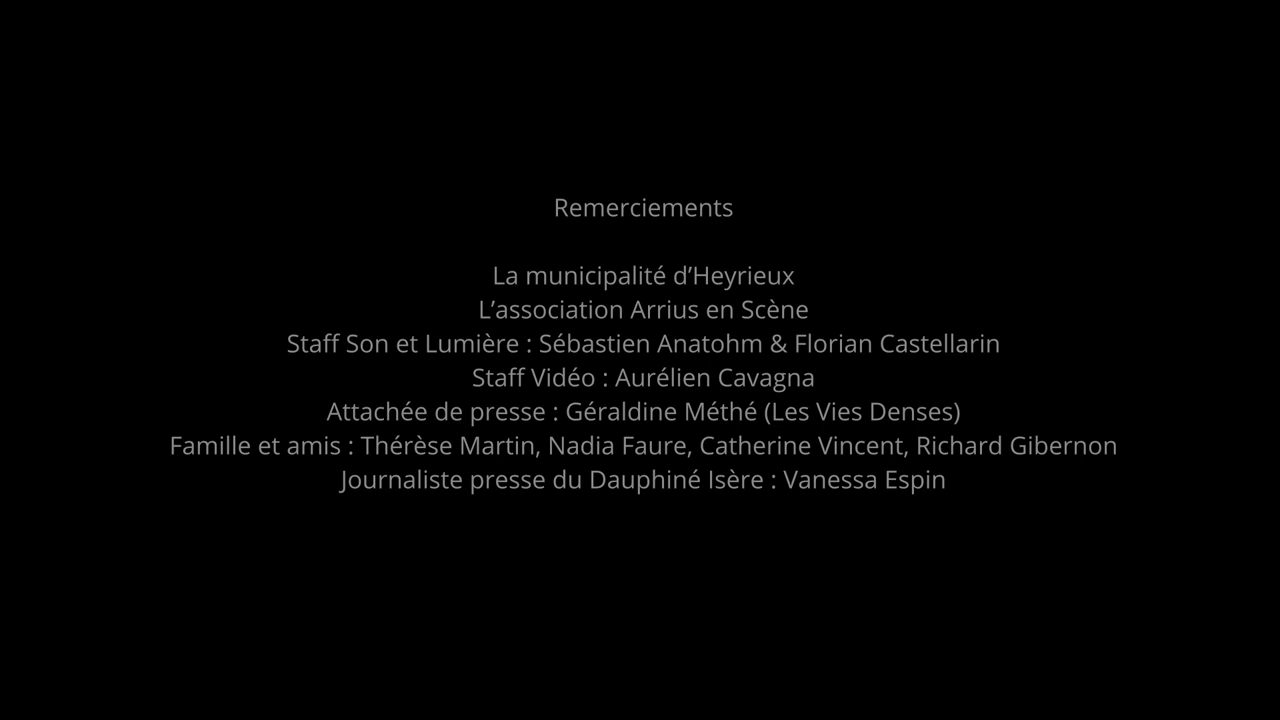 Remerciements
La municipalité d’Heyrieux
L’association Arrius en Scène
Staff Son et Lumière : Sébastien Anatohm & Florian Castellarin
Staff Vidéo : Aurélien Cavagna
Attachée de presse : Géraldine Méthé (Les Vies Denses)
Famille et amis : Thérèse Martin, Nadia Faure, Catherine Vincent, Richard Gibernon
Journaliste presse du Dauphiné Isère : Vanessa Espin